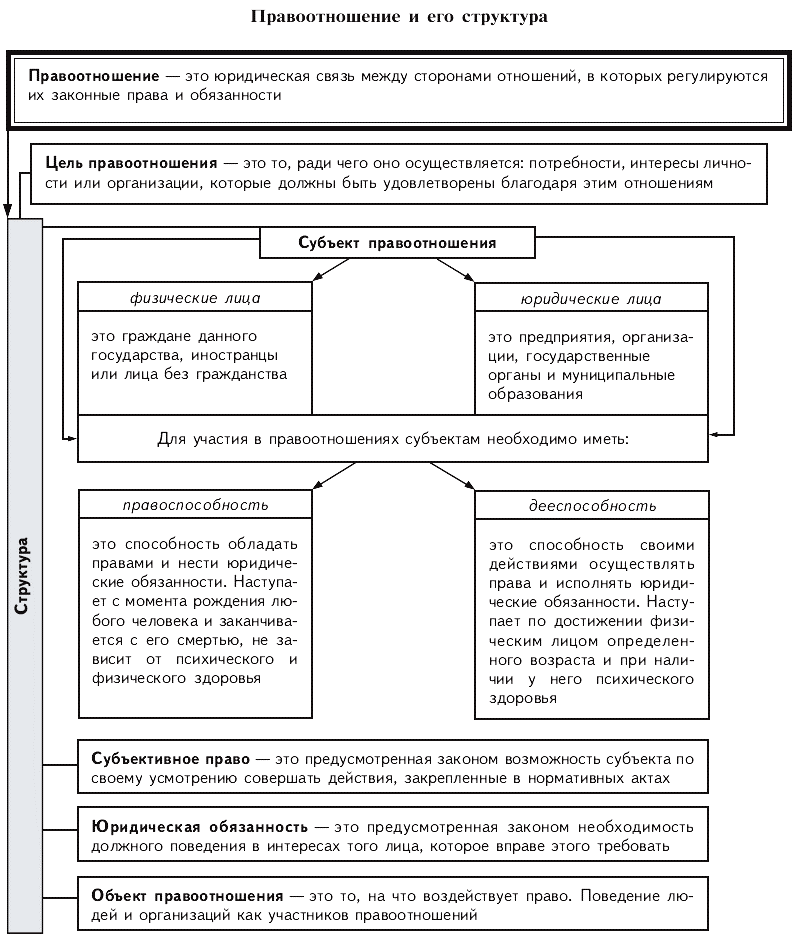 Правоотношение и его структура
Правоотношение — это юридическая связь между сторонами отношений, в которых регулируются
их законные права и обязанности
Цель правоотношения — это то, ради чего оно осуществляется: потребности, интересы лично-
сти или организации, которые должны быть удовлетворены благодаря этим отношениям
Структура
Субъект правоотношения
физические лица
это граждане данного
государства, иностранцы
или лица без гражданства
юридические лица
это предприятия, организа-
ции, государственные
органы и муниципальные
образования
Для участия в правоотношениях субъектам необходимо иметь:
правоспособность
это способность обладать
правами и нести юридиче-
ские обязанности. Наступа-
ет с момента рождения лю-
бого человека и заканчива-
ется с его смертью, не за-
висит от психического и
физического здоровья
дееспособность
это способность своими
действиями осуществлять
права и исполнять юриди-
ческие обязанности. Насту-
пает по достижении физи-
ческим лицом определен-
ного возраста и при нали-
чии у него психического
здоровья
Субъективное право — это предусмотренная законом возможность субъекта по
своему усмотрению совершать действия, закрепленные в нормативных актах
Юридическая обязанность — это предусмотренная законом необходимость
должного поведения в интересах того лица, которое вправе этого требовать
Объект правоотношения — это то, на что воздействует право. Поведение лю-
дей и организаций как участников правоотношений